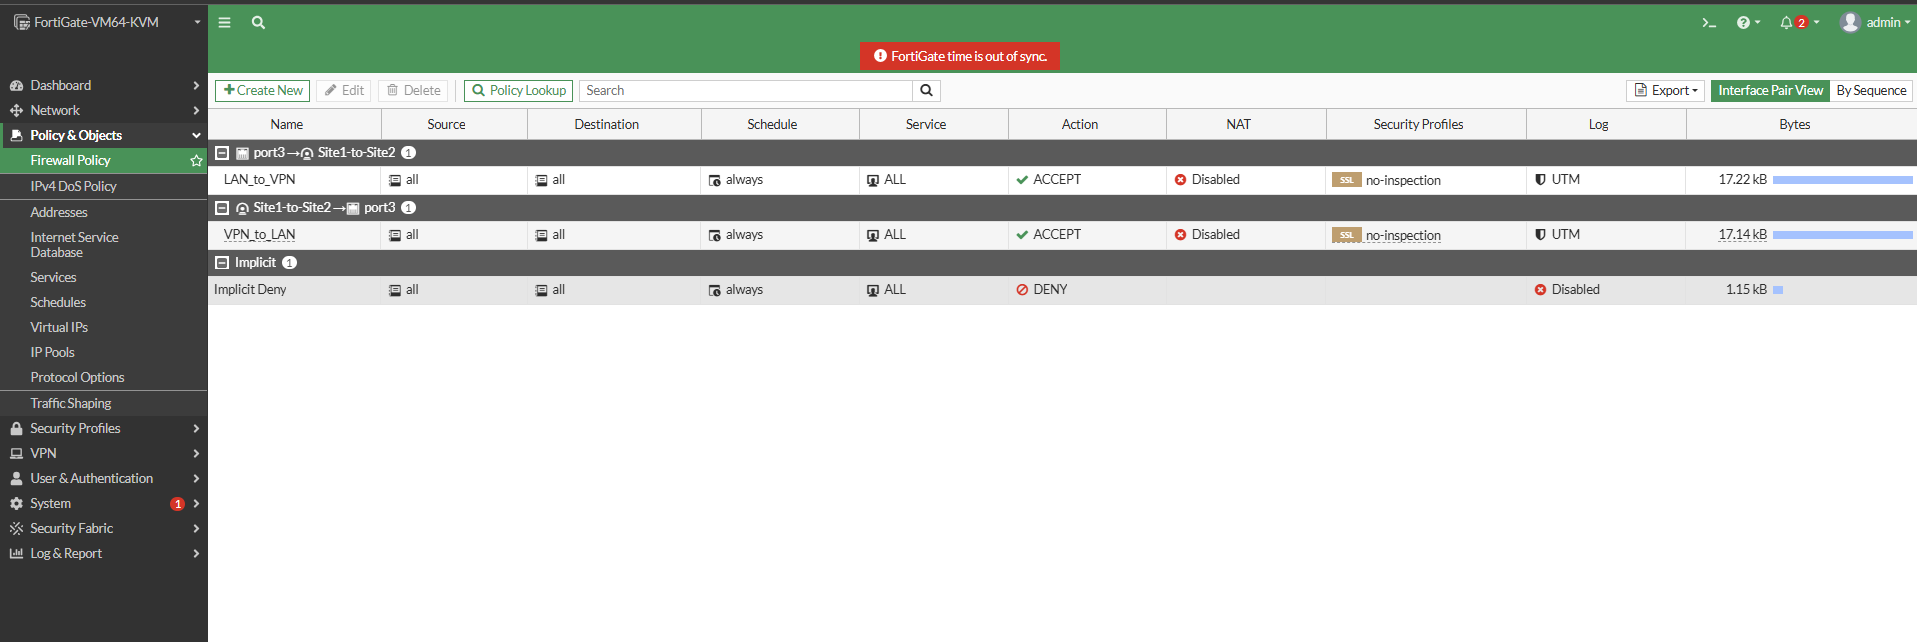 FortiGate-VM64-KVM
2
admin
FortiGate time is out of sync.
Dashboard
Network
Policy & Objects
Firewall Policy
IPv4 DoS Policy
Addresses
Internet Service
Database
Services
Schedules
Virtual IPs
IP Pools
Protocol Options
Traffic Shaping
Security Profiles
VPN
User & Authentication
System 1
Security Fabric
Log & Report
Create New Edit Delete Policy Lookup Search Export Interface Pair View By Sequence
Name Source Destination Schedule Service Action NAT Security Profiles Log Bytes
port3 → Site1-to-Site2 1
LAN_to_VPN all all always ALL ACCEPT Disabled SSL no-inspection UTM 17.22 kB
Site1-to-Site2 → port3 1
VPN_to_LAN all all always ALL ACCEPT Disabled SSL no-inspection UTM 17.14 kB
Implicit 1
Implicit Deny all all always ALL DENY Disabled 1.15 kB